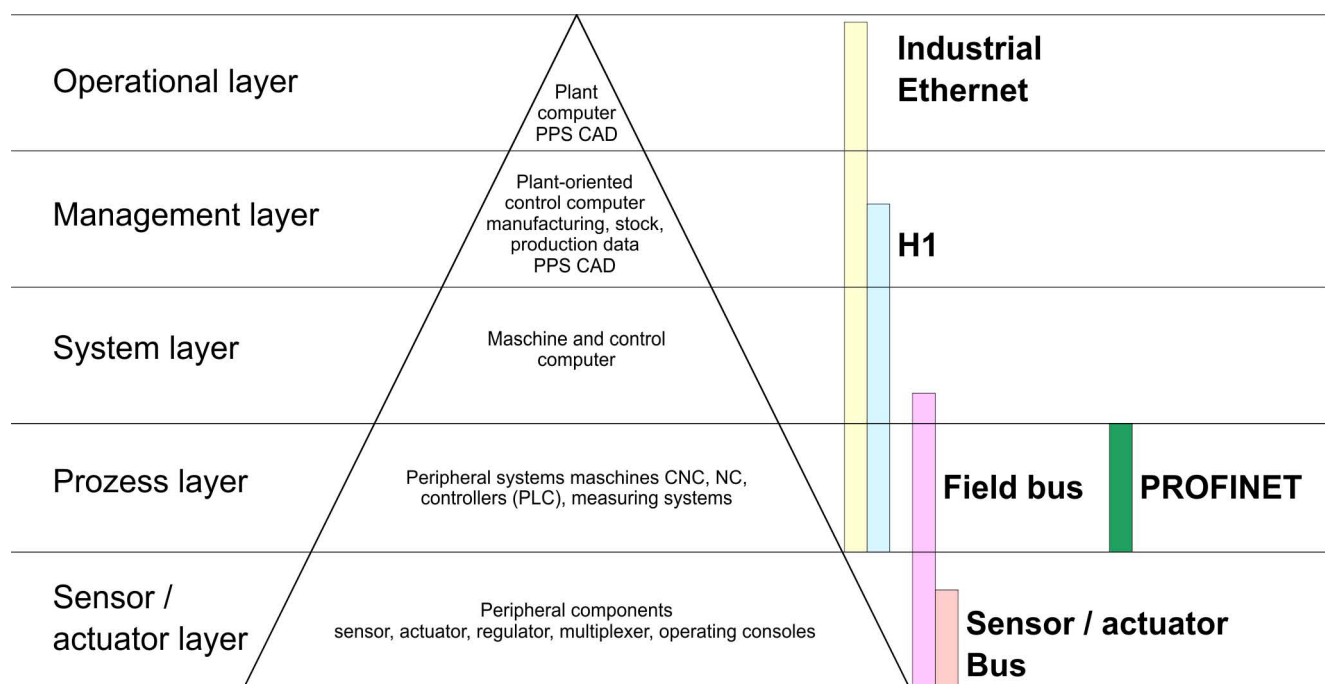 Operational layer
Plant
computer
PPS CAD
Industrial
Ethernet
Management layer
Plant-oriented
control computer
manufacturing, stock,
production data
PPS CAD
H1
System layer
Maschine and control
computer
Prozess layer
Peripheral systems maschines CNC, NC,
controllers (PLC), measuring systems
Field bus
PROFINET
Sensor /
actuator layer
Peripheral components
sensor, actuator, regulator, multiplexer, operating consoles
Sensor / actuator
Bus